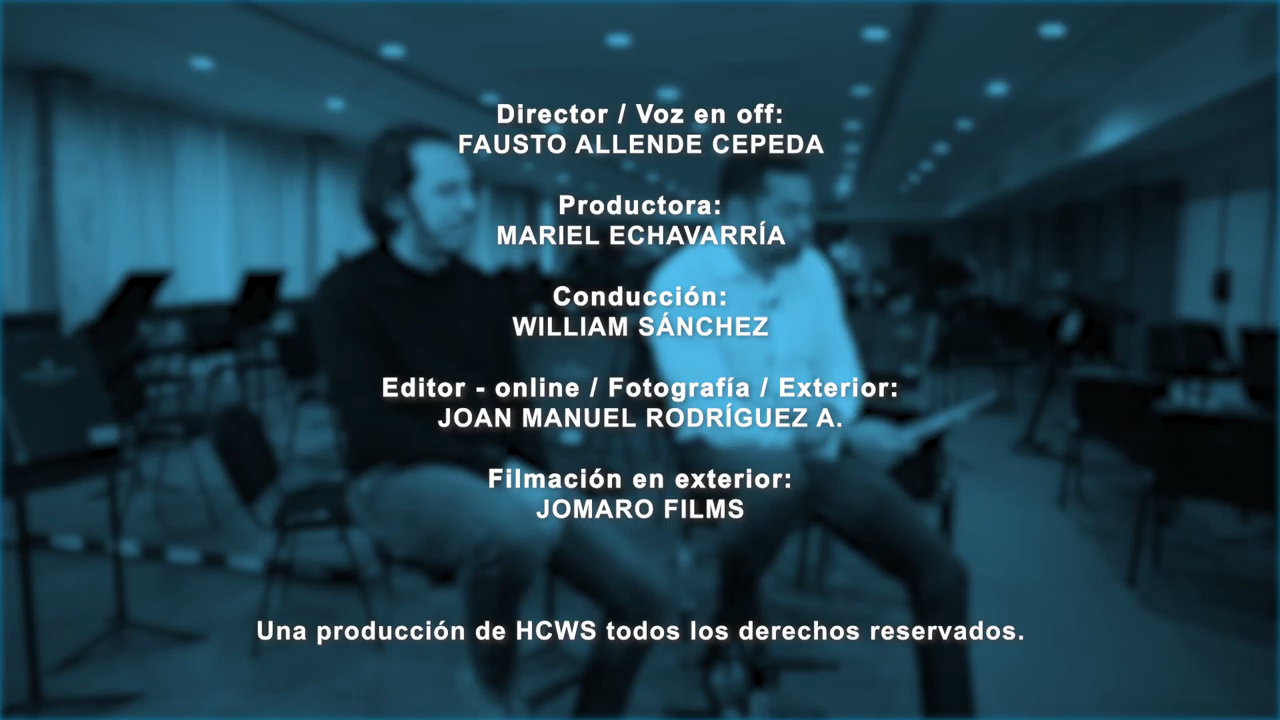 Director / Voz en off:
FAUSTO ALLENDE CEPEDA
Productora:
MARIEL ECHAVARRÍA
Conducción:
WILLIAM SÁNCHEZ
Editor - online / Fotografía / Exterior:
JOAN MANUEL RODRÍGUEZ A.
Filmación en exterior:
JOMARO FILMS
Una producción de HCWS todos los derechos reservados.